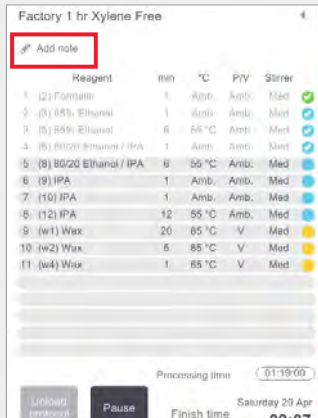 Factory 1 hr Xylene Free
Add note
Reagent min °C P/V Stirrer
1 (2) Formalin 1 Amb. Amb. Med
2 (3) 85% Ethanol 1 Amb. Amb. Med
3 (5) 85% Ethanol 6 55 °C Amb. Med
4 (6) 80/20 Ethanol / IPA 1 Amb. Amb. Med
5 (8) 80/20 Ethanol / IPA 6 55 °C Amb. Med
6 (9) IPA 1 Amb. Amb. Med
7 (10) IPA 1 Amb. Amb. Med
8 (12) IPA 12 55 °C Amb. Med
9 (w1) Wax 20 85 °C V Med
10 (w2) Wax 5 85 °C V Med
11 (w4) Wax 1 65 °C V Med
Processing time 01:19:00
Unload protocol
Pause
Saturday 29 Apr
Finish time